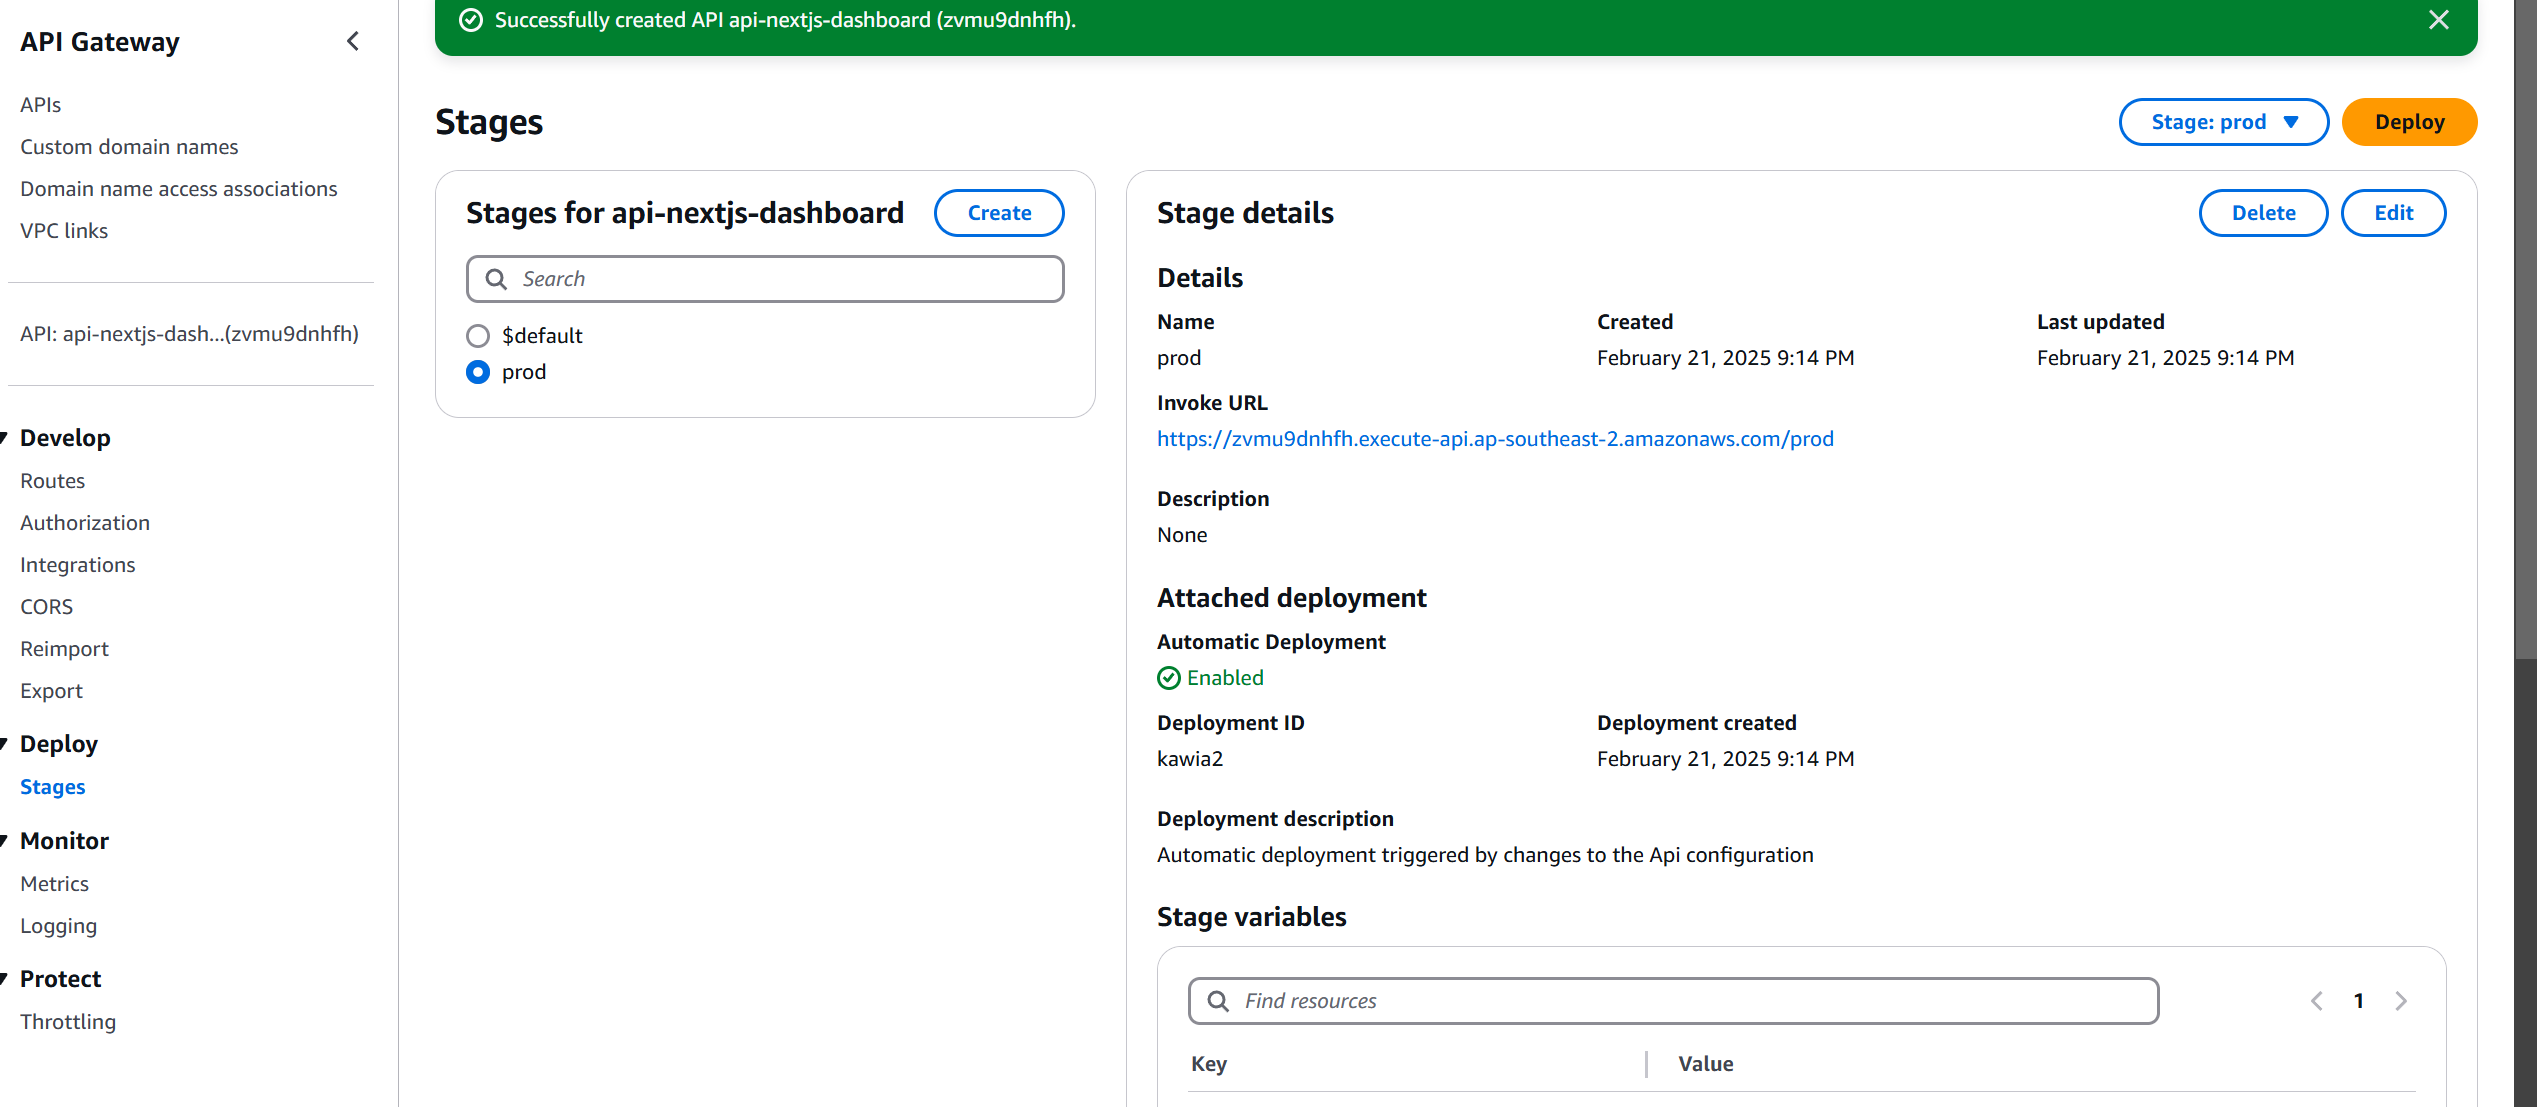 Successfully created API api-nextjs-dashboard (zvmu9dnhfh).
API Gateway
APIs
Custom domain names
Domain name access associations
VPC links
API: api-nextjs-dash...(zvmu9dnhfh)
Develop
Routes
Authorization
Integrations
CORS
Reimport
Export
Deploy
Stages
Monitor
Metrics
Logging
Protect
Throttling
Stages
Stage: prod
Deploy
Stages for api-nextjs-dashboard
Create
Search
$default
prod
Stage details
Delete
Edit
Details
Name
prod
Created
February 21, 2025 9:14 PM
Last updated
February 21, 2025 9:14 PM
Invoke URL
https://zvmu9dnhfh.execute-api.ap-southeast-2.amazonaws.com/prod
Description
None
Attached deployment
Automatic Deployment
Enabled
Deployment ID
kawia2
Deployment created
February 21, 2025 9:14 PM
Deployment description
Automatic deployment triggered by changes to the Api configuration
Stage variables
Find resources
1
Key
Value